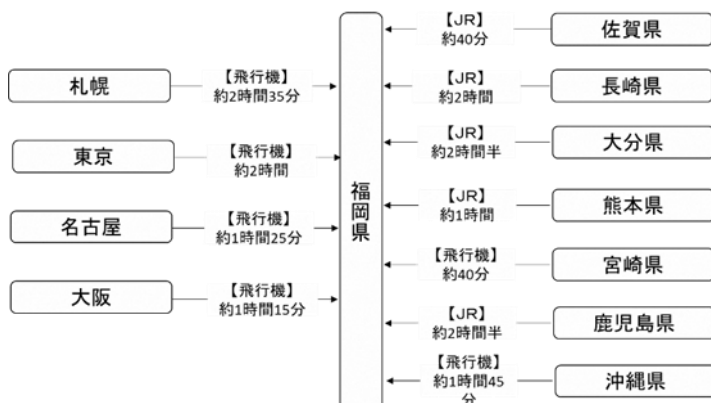 札幌
【飛行機】
約2時間35分
東京
【飛行機】
約2時間
名古屋
【飛行機】
約1時間25分
大阪
【飛行機】
約1時間15分
福岡県
【JR】
約40分
佐賀県
【JR】
約2時間
長崎県
【JR】
約2時間半
大分県
【JR】
約1時間
熊本県
【飛行機】
約40分
宮崎県
【JR】
約2時間半
鹿児島県
【飛行機】
約1時間45
分
沖縄県